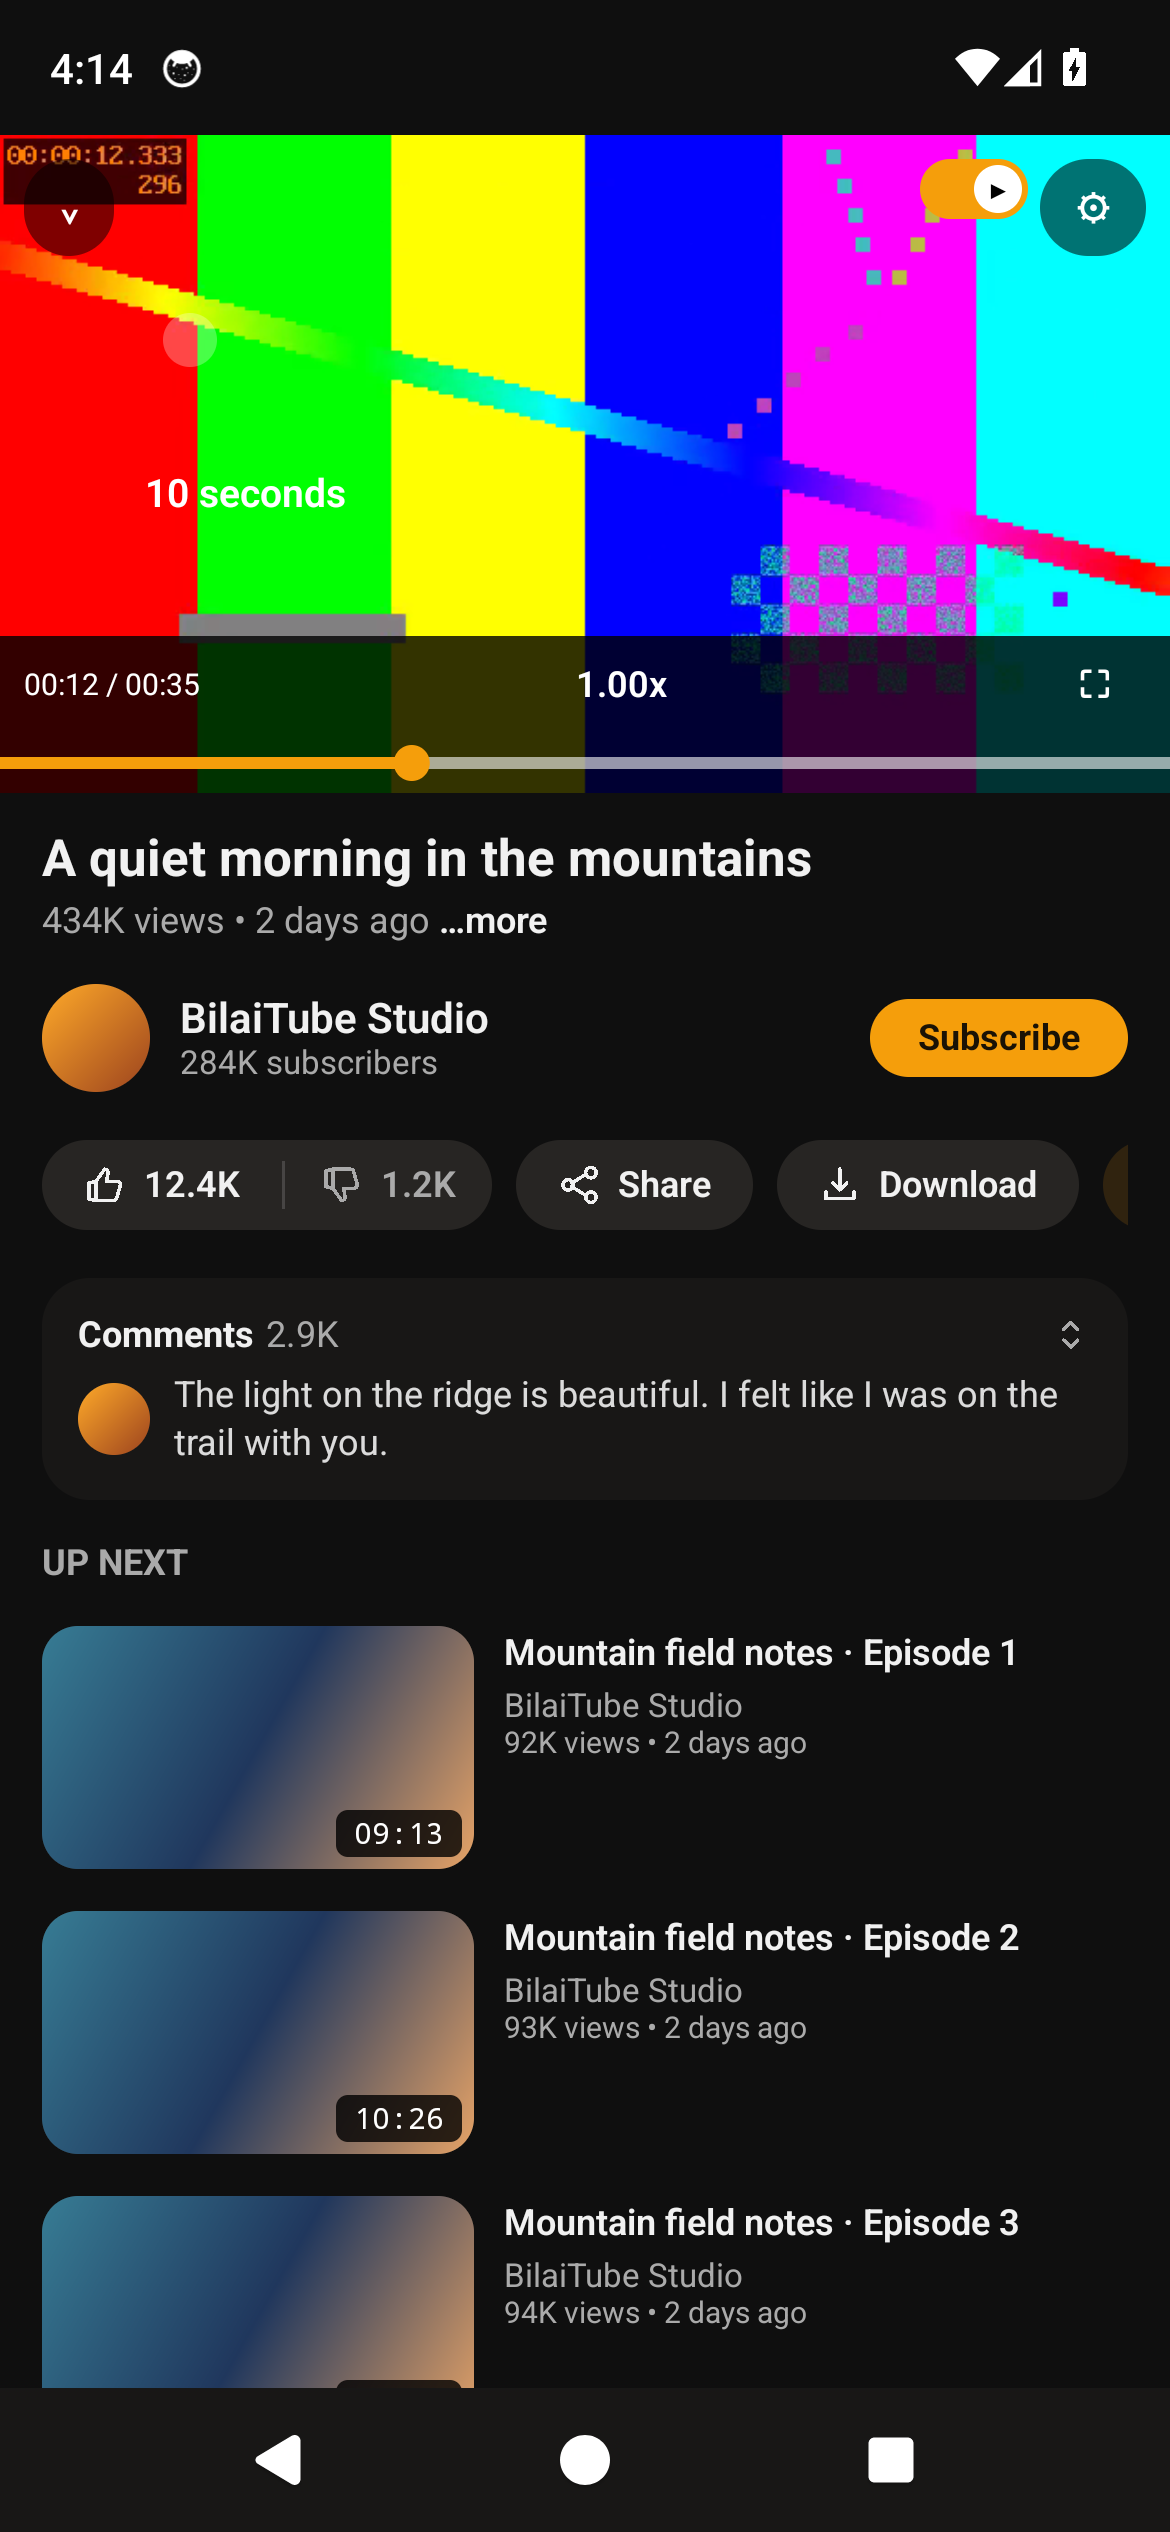 4:14
00:00:12.333
296
10 seconds
00:12 / 00:35
1.00x
A quiet morning in the mountains
434K views • 2 days ago ...more
BilaiTube Studio
284K subscribers
Subscribe
12.4K
1.2K
Share
Download
Comments 2.9K
The light on the ridge is beautiful. I felt like I was on the
trail with you.
UP NEXT
Mountain field notes · Episode 1
BilaiTube Studio
92K views • 2 days ago
09:13
Mountain field notes · Episode 2
BilaiTube Studio
93K views • 2 days ago
10:26
Mountain field notes · Episode 3
BilaiTube Studio
94K views • 2 days ago